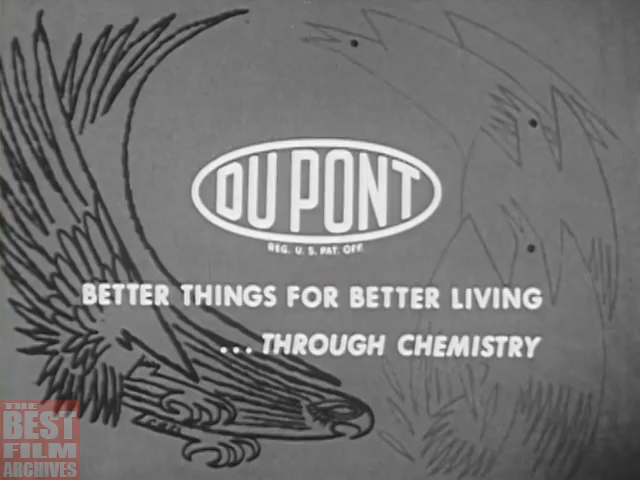 DU PONT
REG. U. S. PAT. OFF.
BETTER THINGS FOR BETTER LIVING
...THROUGH CHEMISTRY
THE
BEST
FILM
ARCHIVES